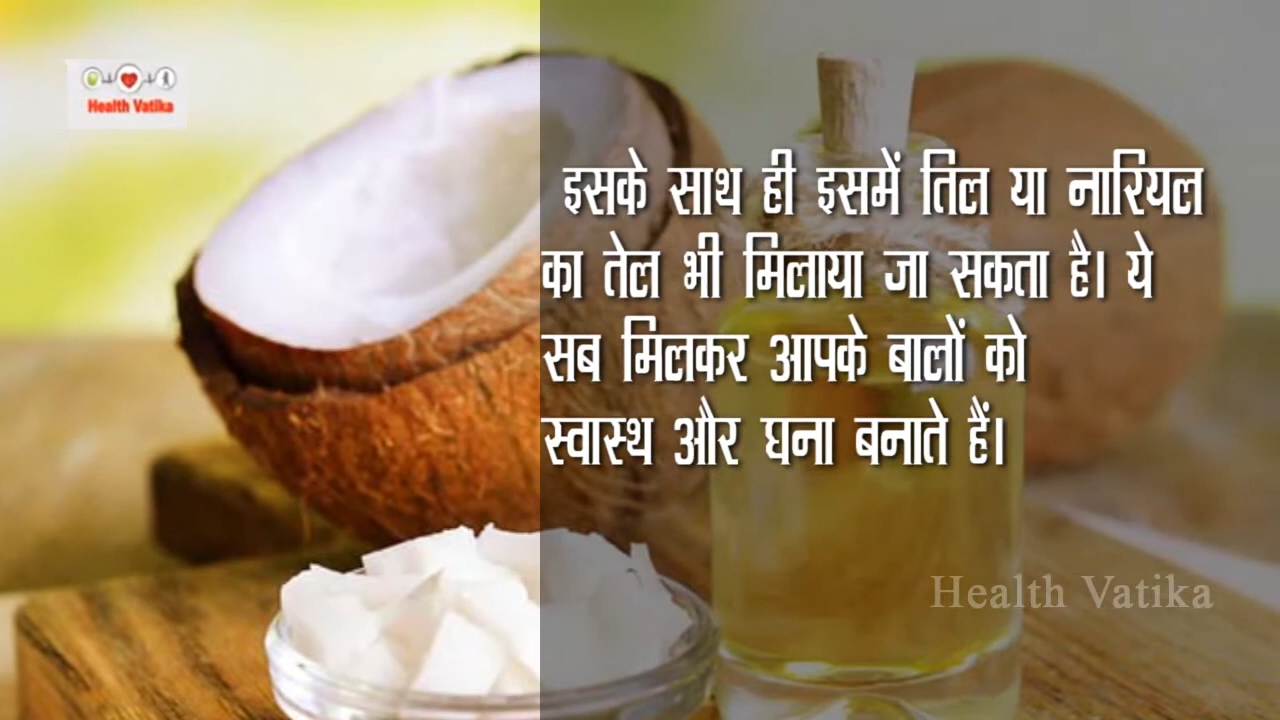 Health Vatika
इसके साथ ही इसमें तिल या नारियल
का तेल भी मिलाया जा सकता है। ये
सब मिलकर आपके बालों को
स्वास्थ और घना बनाते हैं।
Health Vatika